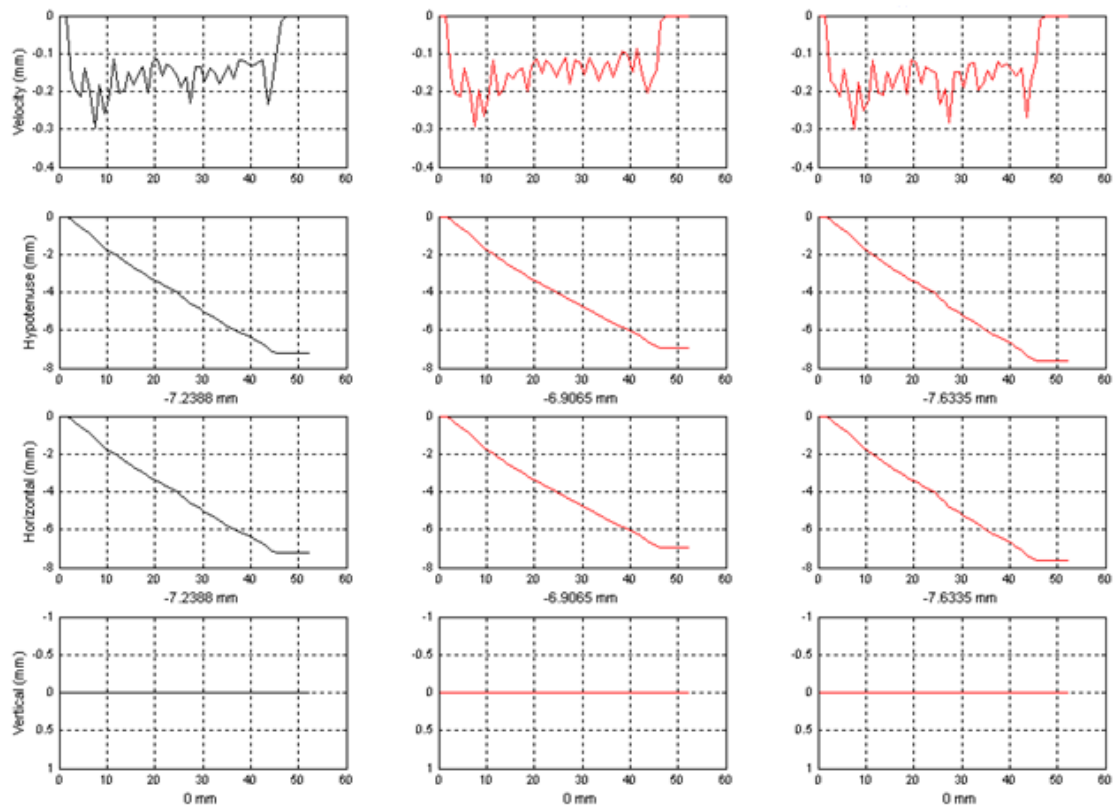 0 0 0
-0.1 -0.1 -0.1
Velocity (mm) -0.2 -0.2 -0.2
-0.3 -0.3 -0.3
-0.4 -0.4 -0.4
0 10 20 30 40 50 60 0 10 20 30 40 50 60 0 10 20 30 40 50 60
0 0 0
-2 -2 -2
Hypotenuse (mm) -4 -4 -4
-6 -6 -6
-8 -8 -8
0 10 20 30 40 50 60 0 10 20 30 40 50 60 0 10 20 30 40 50 60
-7.2388 mm -6.9065 mm -7.6335 mm
0 0 0
-2 -2 -2
Horizontal (mm) -4 -4 -4
-6 -6 -6
-8 -8 -8
0 10 20 30 40 50 60 0 10 20 30 40 50 60 0 10 20 30 40 50 60
-7.2388 mm -6.9065 mm -7.6335 mm
-1 -1 -1
-0.5 -0.5 -0.5
Vertical (mm) 0 0 0
0.5 0.5 0.5
1 1 1
0 10 20 30 40 50 60 0 10 20 30 40 50 60 0 10 20 30 40 50 60
0 mm 0 mm 0 mm